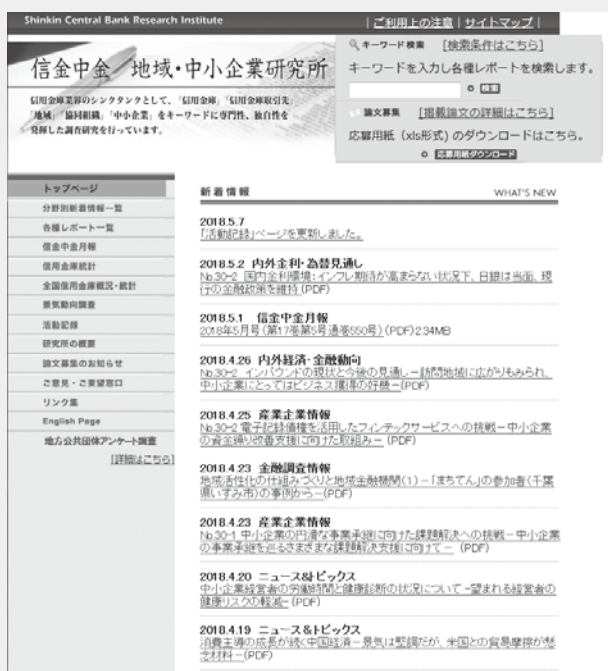 Shinkin Central Bank Research Institute
| ご利用上の注意 | サイトマップ |
キーワード検索 [検索条件はこちら]
キーワードを入力し各種レポートを検索します。
検索
論文募集 [掲載論文の詳細はこちら]
応募用紙（xls形式）のダウンロードはこちら。
応募用紙ダウンロード
信金中金 地域・中小企業研究所
信用金庫業界のシンクタンクとして、「信用金庫」「信用金庫取引先」
「地域」「協同組織」「中小企業」をキーワードに専門性、独自性を
発揮した調査研究を行っています。
トップページ
分野別新着情報一覧
各種レポート一覧
信金中金月報
信用金庫統計
全国信用金庫概況・統計
景気動向調査
活動記録
研究所の概要
論文募集のお知らせ
ご意見・ご要望窓口
リンク集
English Page
地方公共団体アンケート調査
[詳細はこちら]
新着情報 WHAT'S NEW
2018.5.7
「活動記録」ページを更新しました。
2018.5.2 内外金利・為替見通し
No.30-2 国内金利環境：インフレ期待が高まらない状況下、日銀は当面、現
行の金融政策を維持 (PDF)
2018.5.1 信金中金月報
2018年5月号（第17巻第5号通巻550号）(PDF)2.34MB
2018.4.26 内外経済・金融動向
No.30-2 インバウンドの現状と今後の見通し－訪問地域に広がりもみられ、
中小企業にとってはビジネス獲得の好機－(PDF)
2018.4.25 産業企業情報
No.30-2 電子記録債権を活用したフィンテックサービスへの挑戦－中小企業
の資金繰り改善支援に向けた取組み－ (PDF)
2018.4.23 金融調査情報
地域活性化の仕組みづくりと地域金融機関(1)－「まちてん」の参加者（千葉
県いすみ市）の事例から－(PDF)
2018.4.23 産業企業情報
No.30-1 中小企業の円滑な事業承継に向けた課題解決への挑戦－中小企業
の事業承継を巡るさまざまな課題解決支援に向けて－ (PDF)
2018.4.20 ニュース&トピックス
中小企業経営者の労働時間と健康診断の状況について－望まれる経営者の
健康リスクの軽減－ (PDF)
2018.4.19 ニュース&トピックス
消費主導の成長が続く中国経済－景気は堅調だが、米国との貿易摩擦が懸
念材料－(PDF)